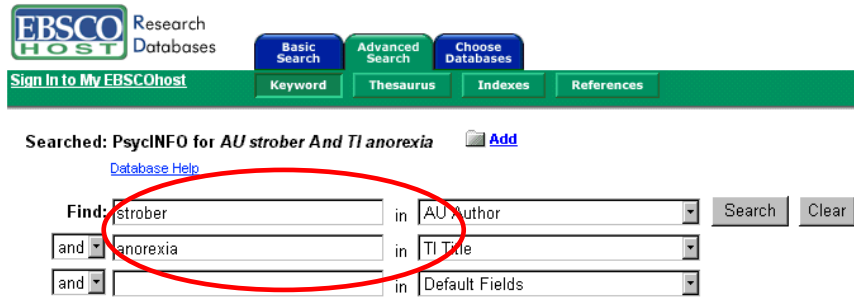 EBSCO HOST Research Databases
Basic Search Advanced Search Choose Databases
Sign In to My EBSCOhost Keyword Thesaurus Indexes References
Searched: PsycINFO for AU strober And TI anorexia Add
Database Help
Find: strober in AU Author Search Clear
and anorexia in TI Title
and in Default Fields